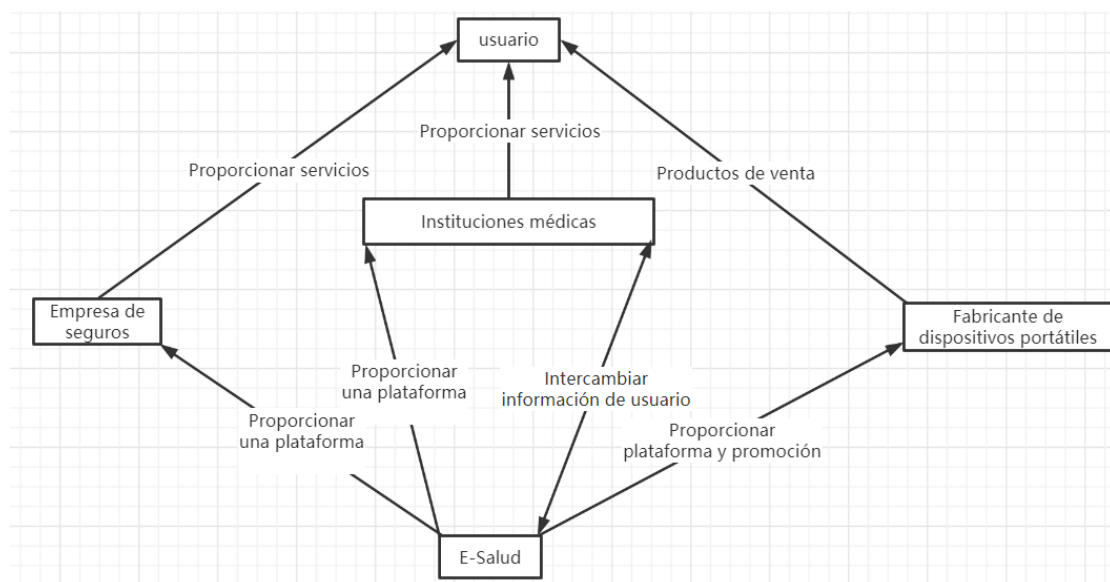 usuario
Proporcionar servicios
Proporcionar servicios
Productos de venta
Instituciones médicas
Empresa de
seguros
Fabricante de
dispositivos portátiles
Proporcionar
una plataforma
Intercambiar
información de usuario
Proporcionar
una plataforma
Proporcionar
plataforma y promoción
E-Salud